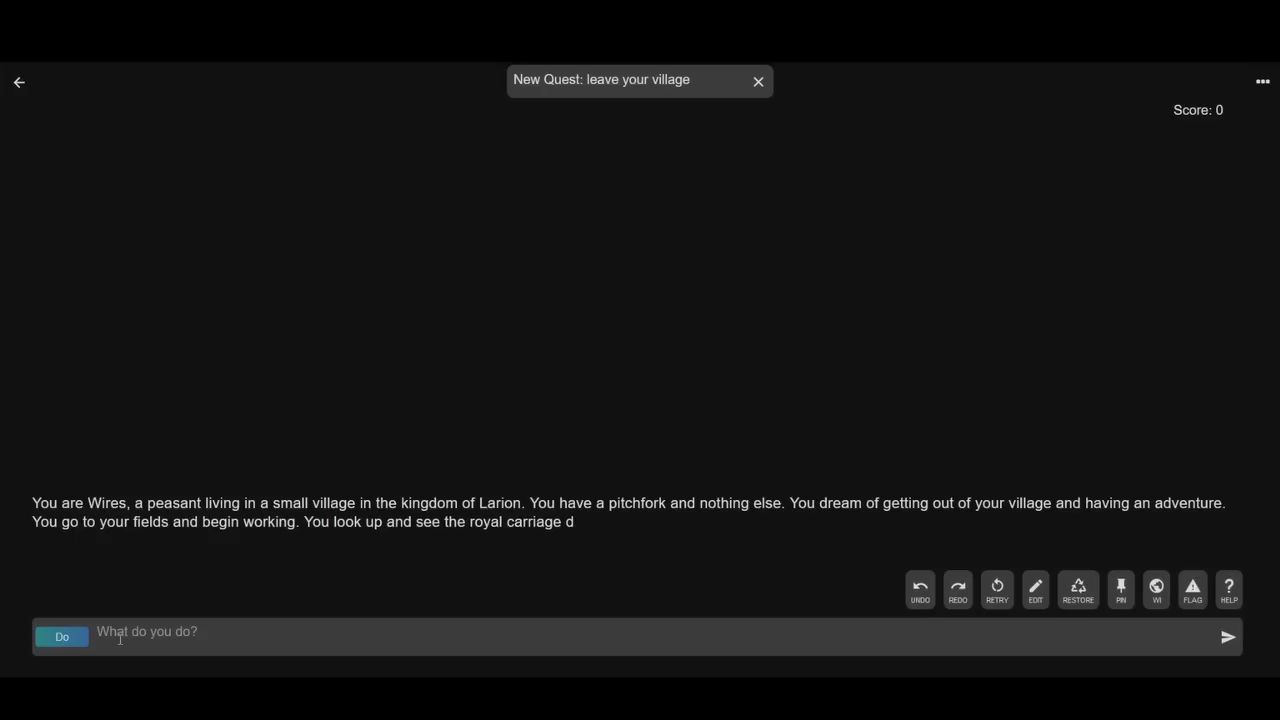 New Quest: leave your village
Score: 0
You are Wires, a peasant living in a small village in the kingdom of Larion. You have a pitchfork and nothing else. You dream of getting out of your village and having an adventure.
You go to your fields and begin working. You look up and see the royal carriage d
UNDO REDO RETRY EDIT RESTORE PIN WI FLAG HELP
Do What do you do?